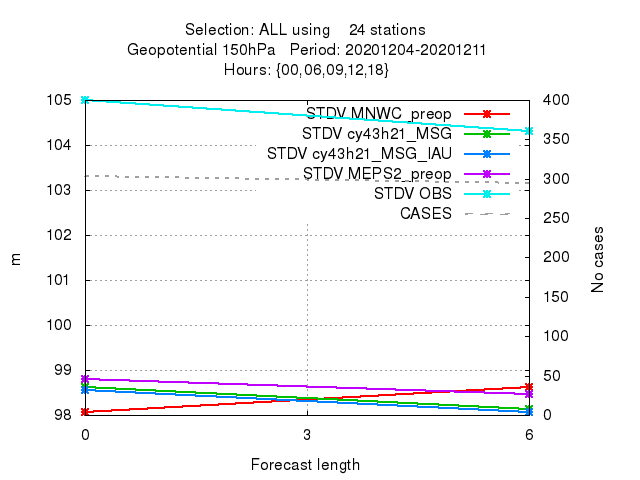 Selection: ALL using    24 stations
Geopotential 150hPa   Period: 20201204-20201211
Hours: {00,06,09,12,18}
105
104
103
102
101
100
99
98
m
STDV MNWC_preop
STDV cy43h21_MSG
STDV cy43h21_MSG_IAU
STDV MEPS2_preop
STDV OBS
CASES
400
350
300
250
200
150
100
50
0
No cases
0 3 6
Forecast length